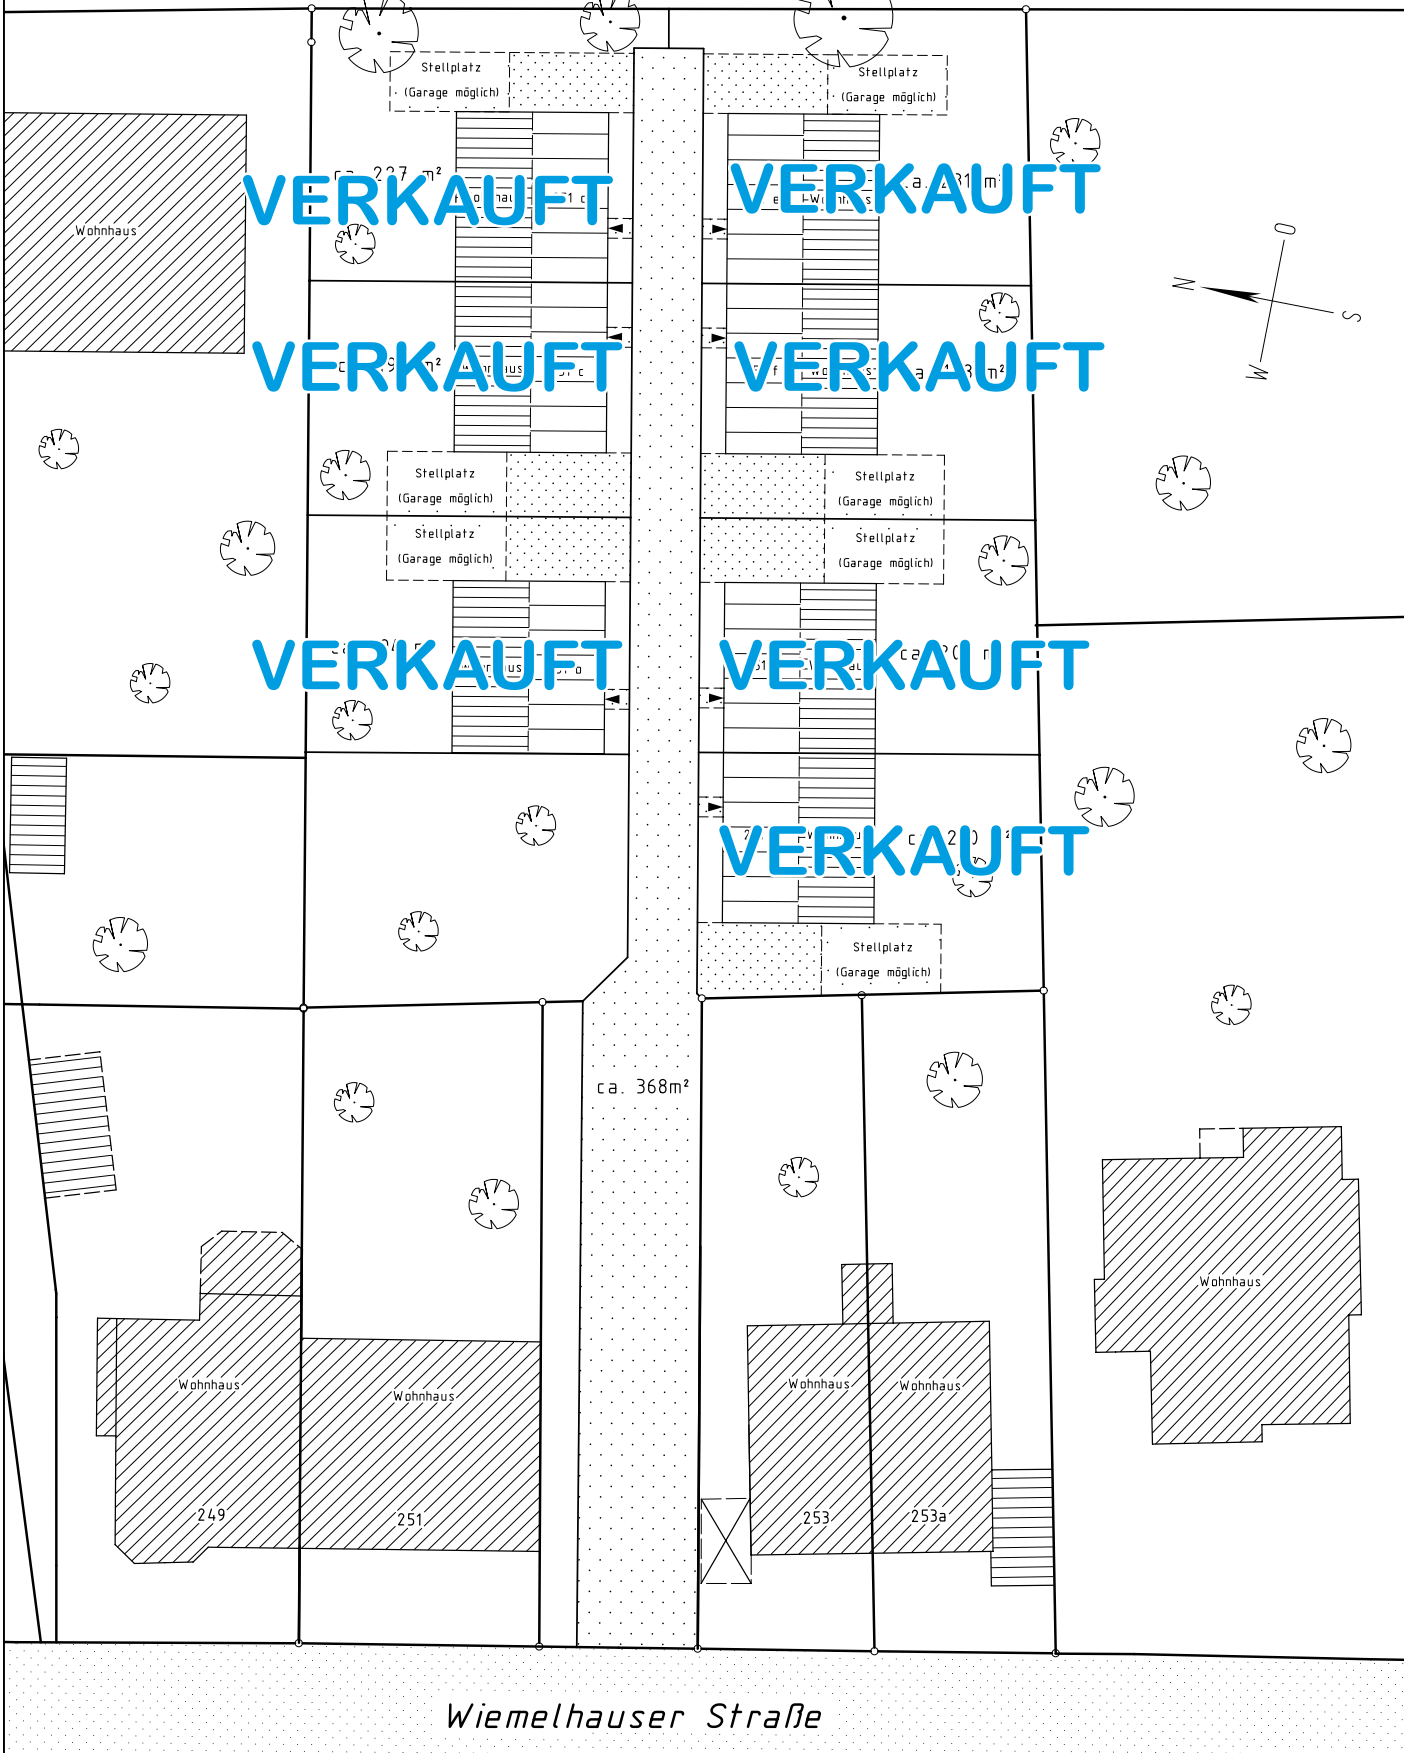 Stellplatz
(Garage möglich)
Stellplatz
(Garage möglich)
VERKAUFT
VERKAUFT
Wohnhaus
O
N
S
W
VERKAUFT
VERKAUFT
Stellplatz
(Garage möglich)
Stellplatz
(Garage möglich)
Stellplatz
(Garage möglich)
Stellplatz
(Garage möglich)
VERKAUFT
VERKAUFT
VERKAUFT
Stellplatz
(Garage möglich)
ca. 368m²
Wohnhaus
Wohnhaus
Wohnhaus
Wohnhaus
Wohnhaus
249
251
253
253a
Wiemelhauser Straße